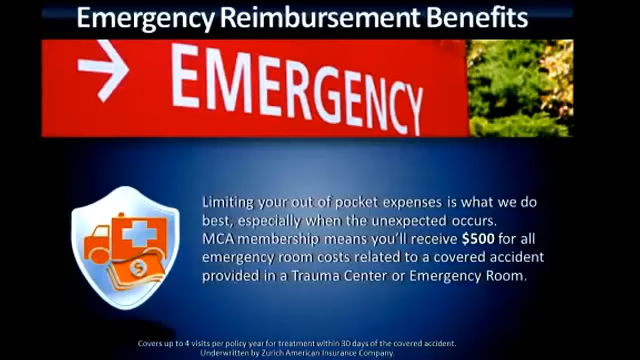 Emergency Reimbursement Benefits
EMERGENCY
Limiting your out of pocket expenses is what we do
best, especially when the unexpected occurs.
MCA membership means you'll receive $500 for all
emergency room costs related to a covered accident
provided in a Trauma Center or Emergency Room.
$
Covers up to 4 visits per policy year for treatment within 30 days of the covered accident.
Underwritten by Zurich American Insurance Company.